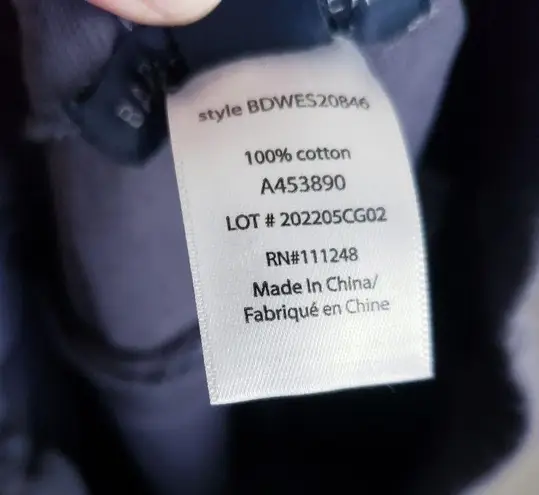 style BDWES20846
100% cotton
A453890
LOT # 202205CG02
RN#111248
Made In China/
Fabriqué en Chine